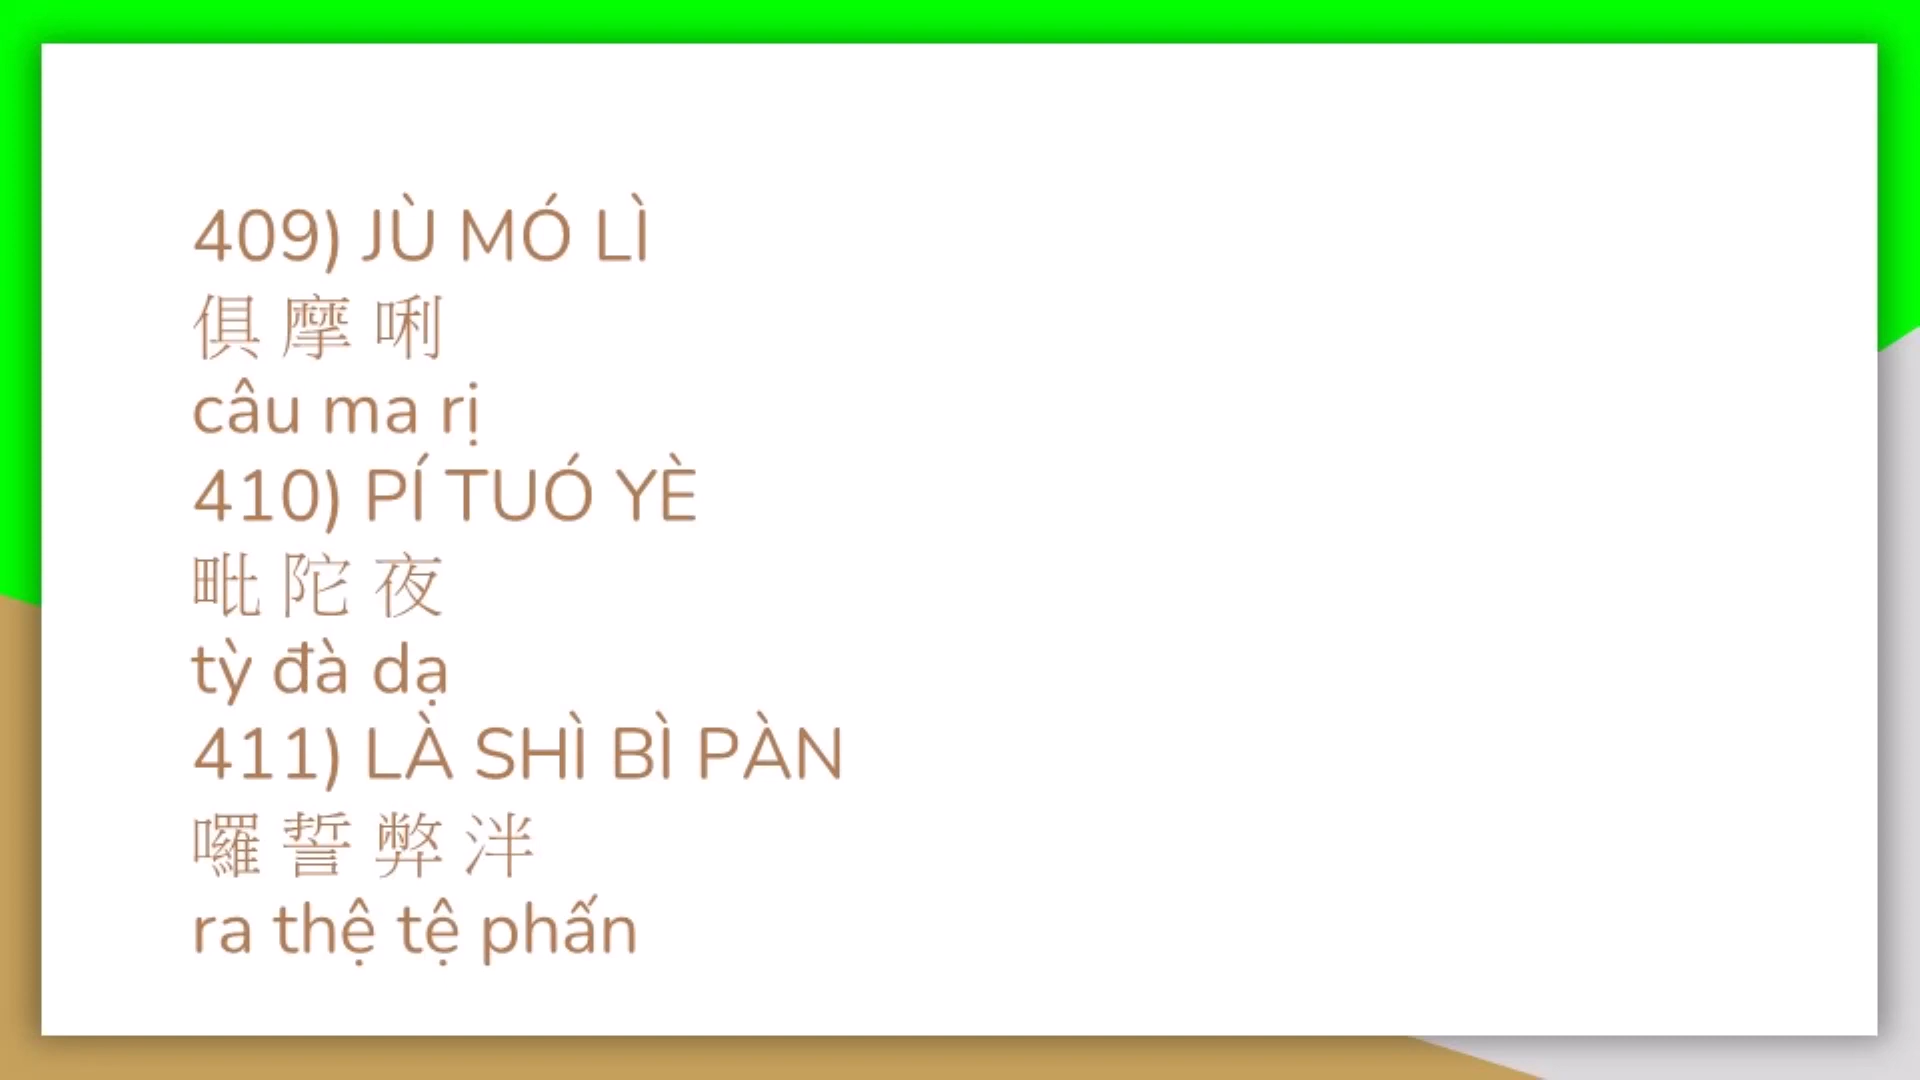 409) JÙ MÓ LÌ
俱 摩 唎
câu ma rị
410) PÍ TUÓ YÈ
毗 陀 夜
tỳ đà dạ
411) LÀ SHÌ BÌ PÀN
囉 誓 弊 泮
ra thệ tệ phấn